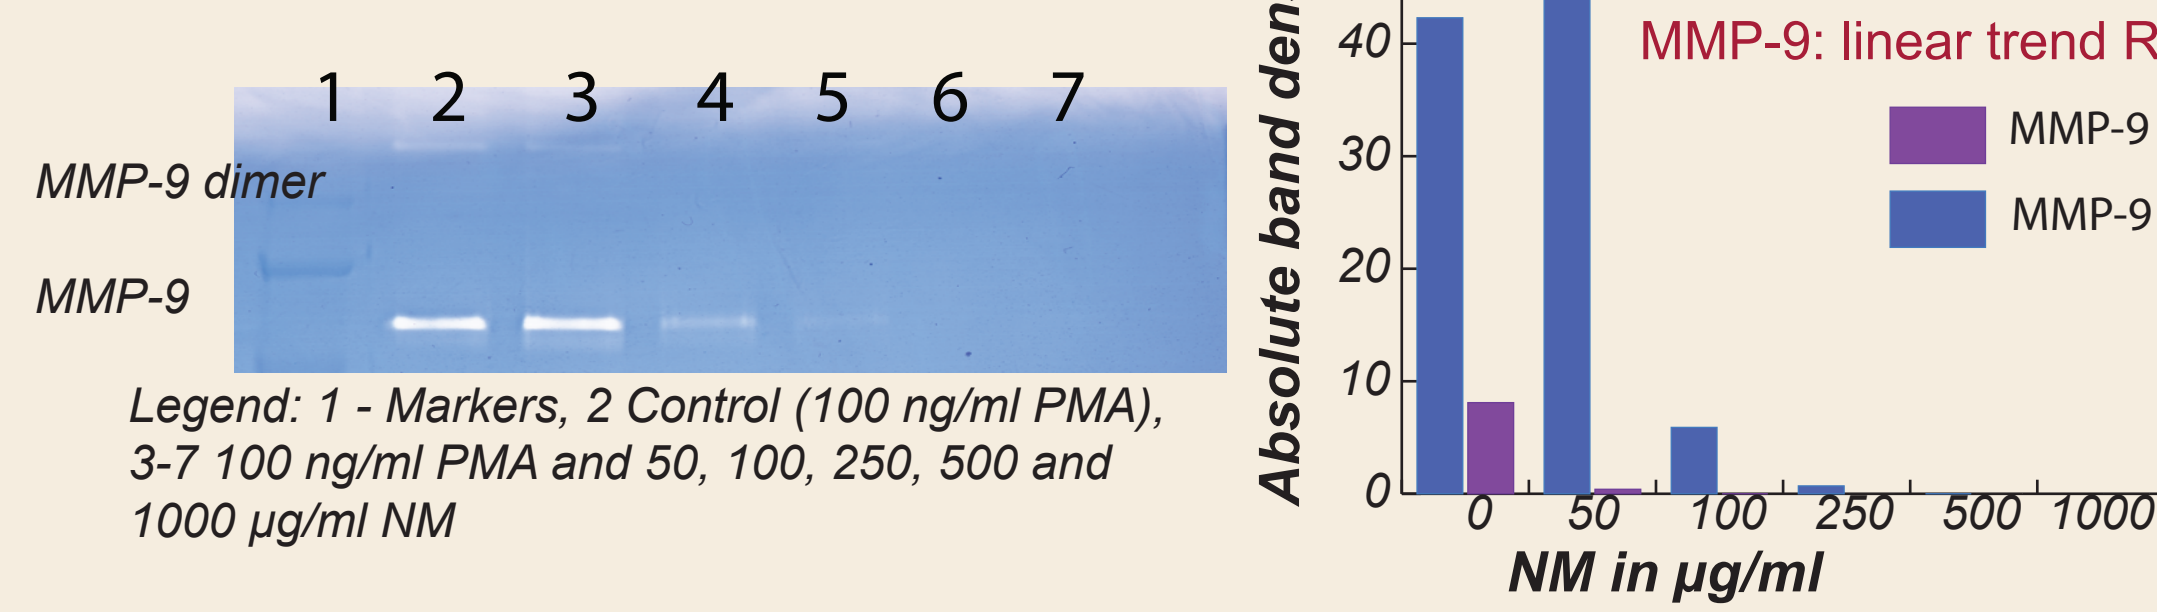 1 2 3 4 5 6 7
MMP-9 dimer
MMP-9
Legend: 1 - Markers, 2 Control (100 ng/ml PMA),
3-7 100 ng/ml PMA and 50, 100, 250, 500 and
1000 µg/ml NM
Absolute band dens
40
30
20
10
0
MMP-9: linear trend R
MMP-9
MMP-9
0 50 100 250 500 1000
NM in µg/ml